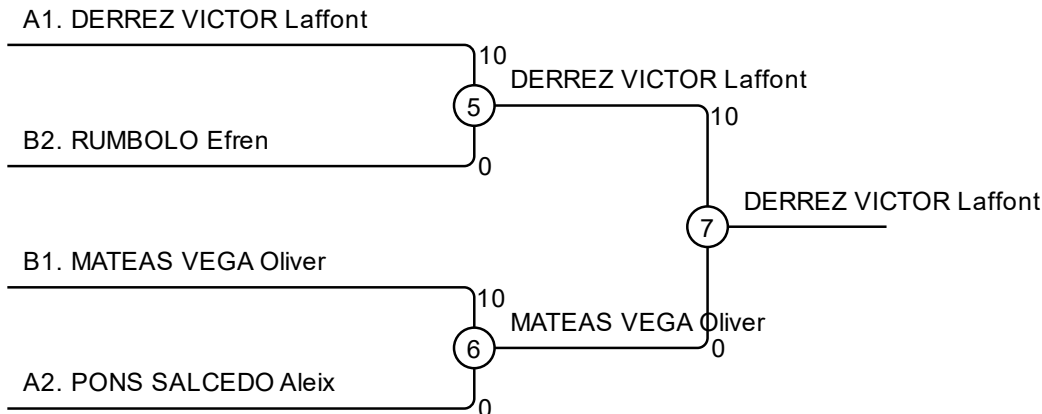 A1. DERREZ VICTOR Laffont
10
5
DERREZ VICTOR Laffont
10
B2. RUMBOLO Efren
0
7
DERREZ VICTOR Laffont
B1. MATEAS VEGA Oliver
10
6
MATEAS VEGA Oliver
0
A2. PONS SALCEDO Aleix
0